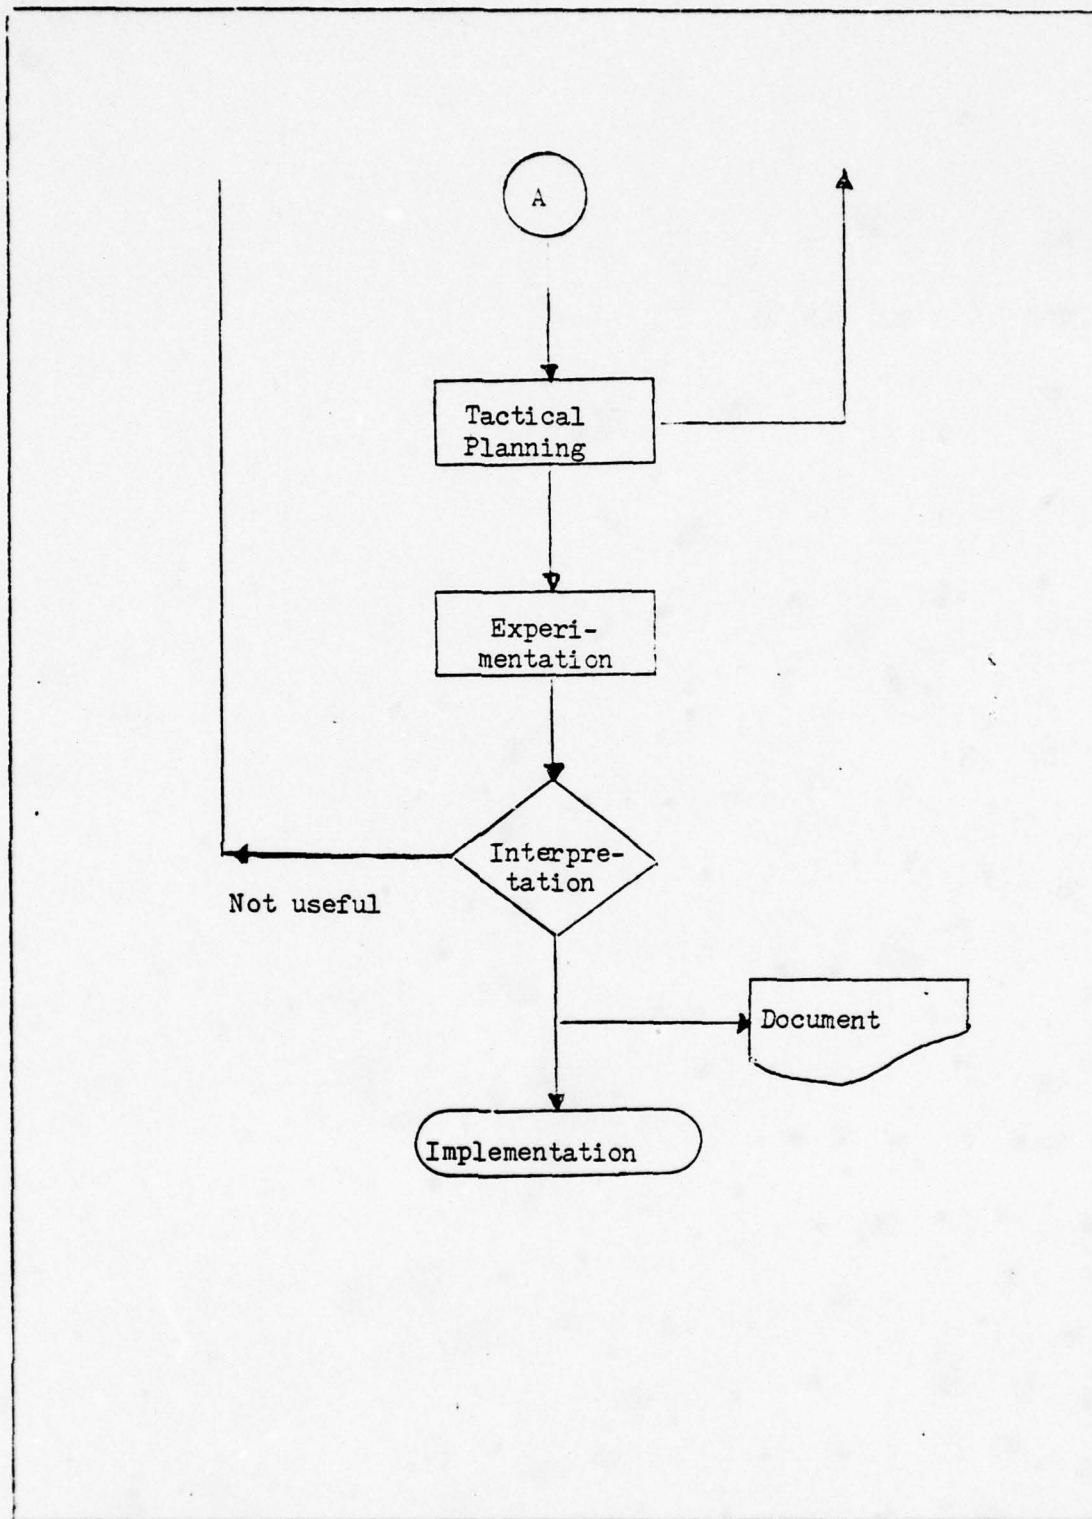 A
Tactical
Planning
Experi-
mentation
Interpre-
tation
Not useful
Document
Implementation